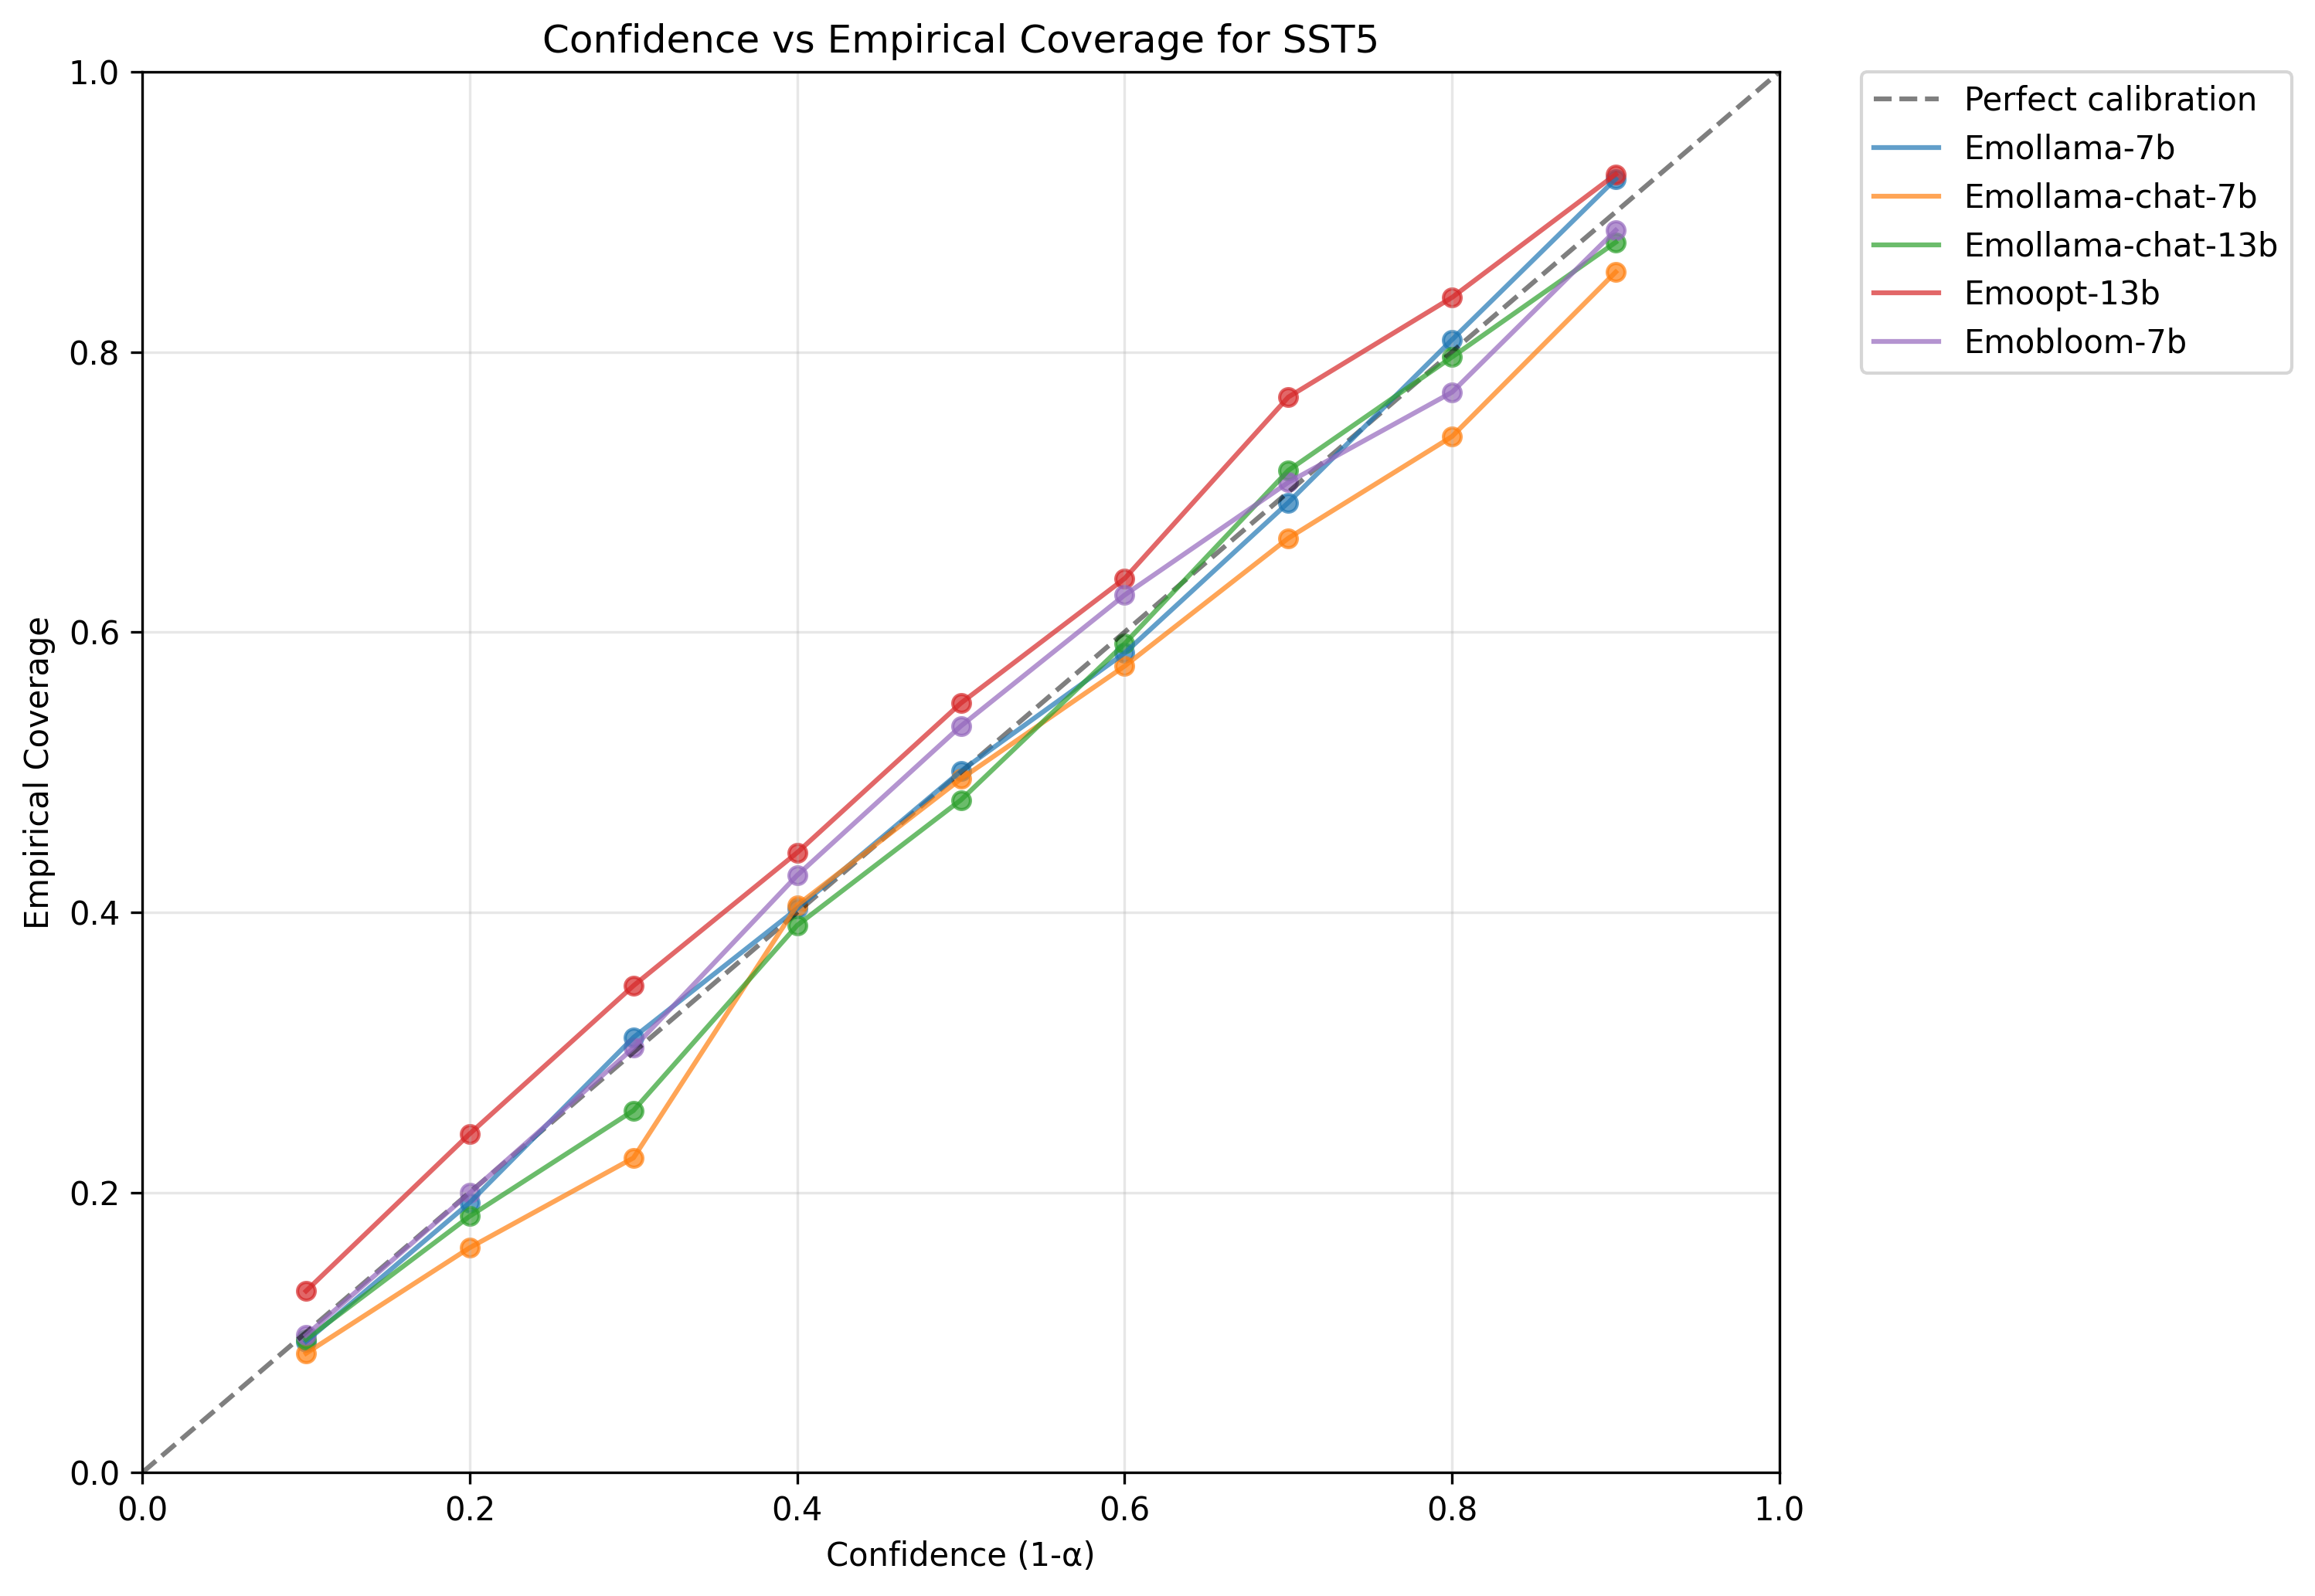 Confidence vs Empirical Coverage for SST5
1.0
0.8
0.6
0.4
0.2
0.0
Empirical Coverage
0.0
0.2
0.4
0.6
0.8
1.0
Confidence (1-α)
Perfect calibration
Emollama-7b
Emollama-chat-7b
Emollama-chat-13b
Emoopt-13b
Emobloom-7b